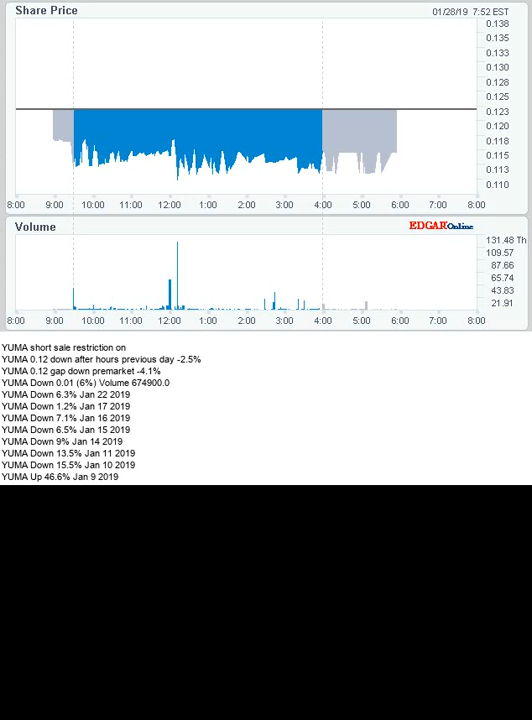 Share Price
01/28/19 7:52 EST
0.138
0.135
0.133
0.130
0.128
0.125
0.123
0.120
0.118
0.115
0.113
0.110
8:00 9:00 10:00 11:00 12:00 1:00 2:00 3:00 4:00 5:00 6:00 7:00 8:00
Volume
EDGAR Online
131.48 Th
109.57
87.66
65.74
43.83
21.91
8:00 9:00 10:00 11:00 12:00 1:00 2:00 3:00 4:00 5:00 6:00 7:00 8:00
YUMA short sale restriction on
YUMA 0.12 down after hours previous day -2.5%
YUMA 0.12 gap down premarket -4.1%
YUMA Down 0.01 (6%) Volume 674900.0
YUMA Down 6.3% Jan 22 2019
YUMA Down 1.2% Jan 17 2019
YUMA Down 7.1% Jan 16 2019
YUMA Down 6.5% Jan 15 2019
YUMA Down 9% Jan 14 2019
YUMA Down 13.5% Jan 11 2019
YUMA Down 15.5% Jan 10 2019
YUMA Up 46.6% Jan 9 2019